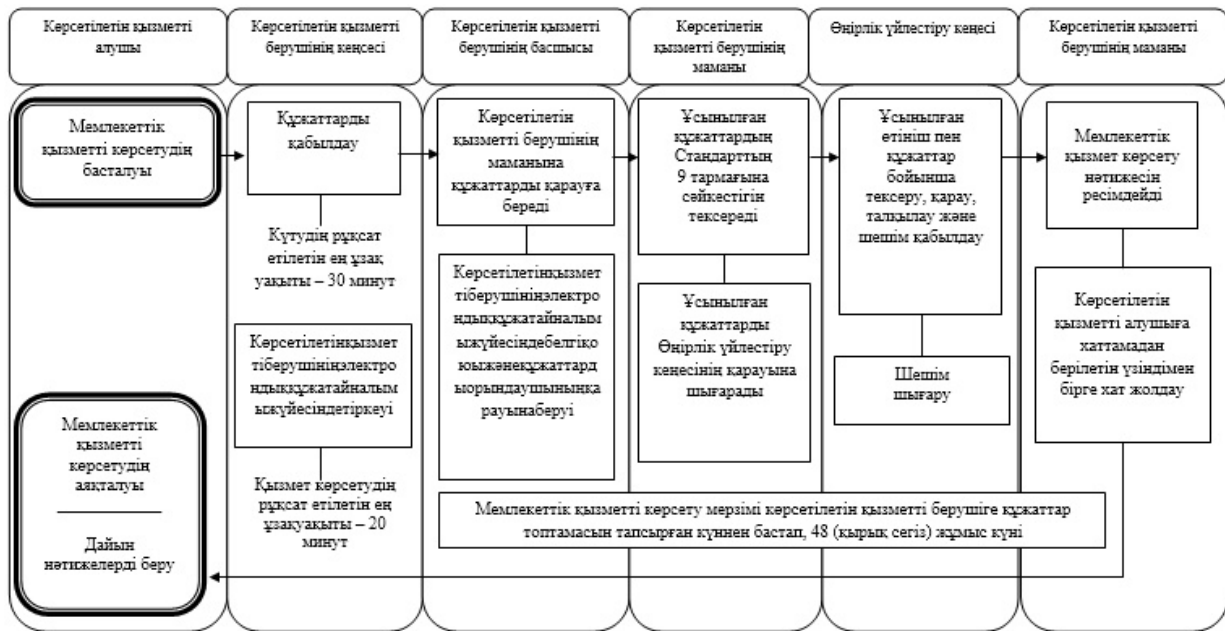 Көрсетілетін қызметті
алушы
Көрсетілетін қызметті
берушінің кеңсесі
Көрсетілетін қызметті
берушінің басшысы
Көрсетілетін
қызметті берушінің
маманы
Өңірлік үйлестіру кеңесі
Көрсетілетін қызметті
берушінің маманы
Мемлекеттік
қызметті көрсетудің
басталуы
Құжаттарды
қабылдау
Күтудің рұқсат
етілетін ең ұзақ
уақыты – 30 минут
Көрсетілетінқызмет
тіберушініңэлектро
ндыққұжатайналым
ыжүйесіндетіркеуі
Қызмет көрсетудің
рұқсат етілетін ең
ұзақуақыты – 20
минут
Көрсетілетін
қызметті берушінің
маманына
құжаттарды қарауға
береді
Көрсетілетінқызмет
тіберушініңэлектро
ндыққұжатайналым
ыжүйесіндебелгіқо
юыжәнеқұжаттард
ыорындаушыныңқа
рауынаберуі
Ұсынылған
құжаттардың
Стандарттың
9 тармағына
сәйкестігін
тексереді
Ұсынылған
құжаттарды
Өңірлік үйлестіру
кеңесінің қарауына
шығарады
Ұсынылған
өтініш пен
құжаттар
бойынша
тексеру, қарау,
талқылау және
шешім қабылдау
Шешім
шығару
Мемлекеттік
қызмет көрсету
нәтижесін
ресімдейді
Көрсетілетін
қызметті алушыға
хаттамадан
берілетін үзіндімен
бірге хат жолдау
Мемлекеттік қызметті көрсету мерзімі көрсетілетін қызметті берушіге құжаттар
топтамасын тапсырған күннен бастап, 48 (қырық сегіз) жұмыс күні
Мемлекеттік
қызметті
көрсетудің
аяқталуы
Дайын
нәтижелерді беру